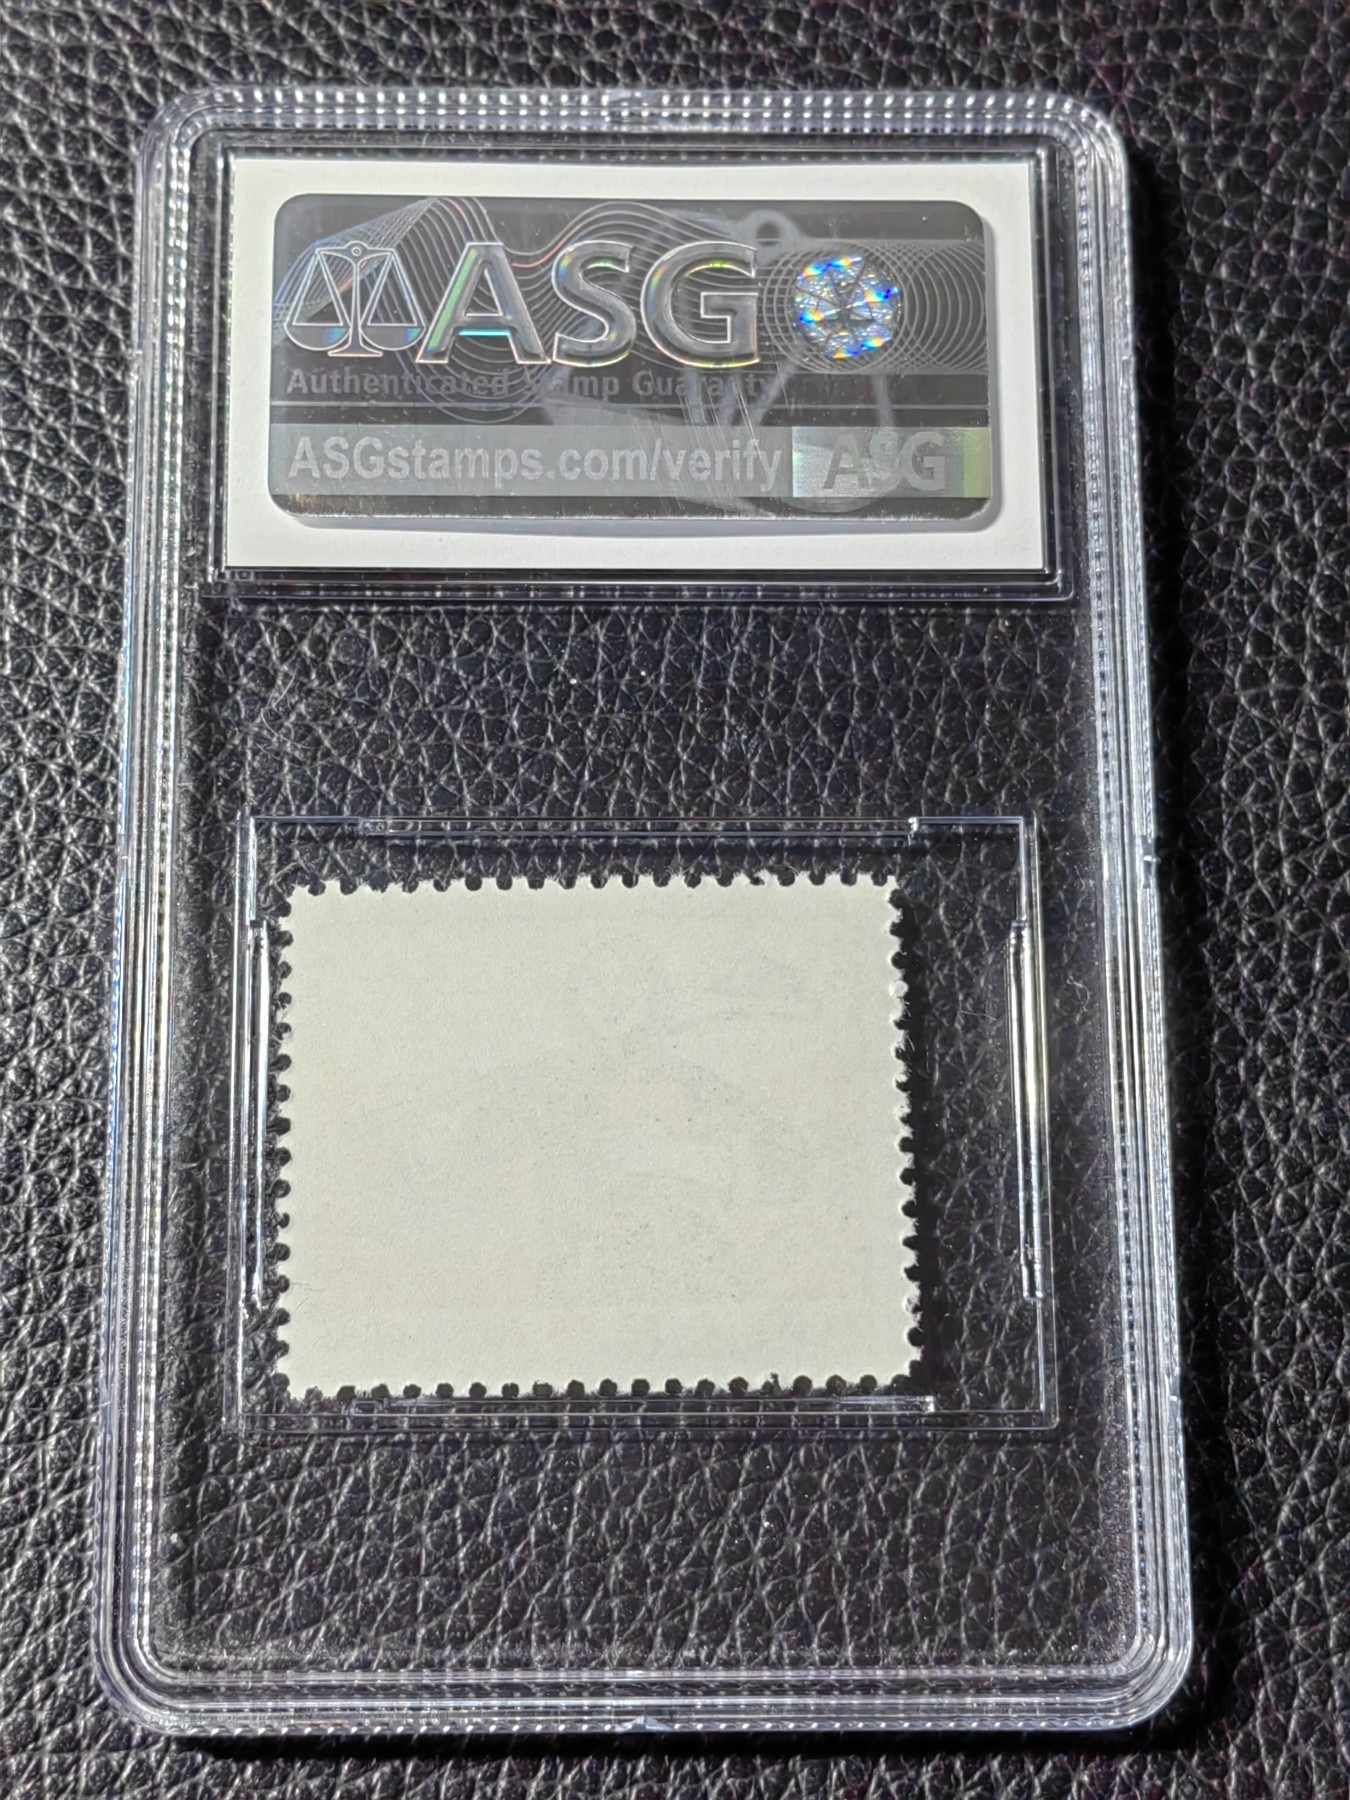 ASG
Authenticated Stamp Guaranty
ASGstamps.com/verify ASG